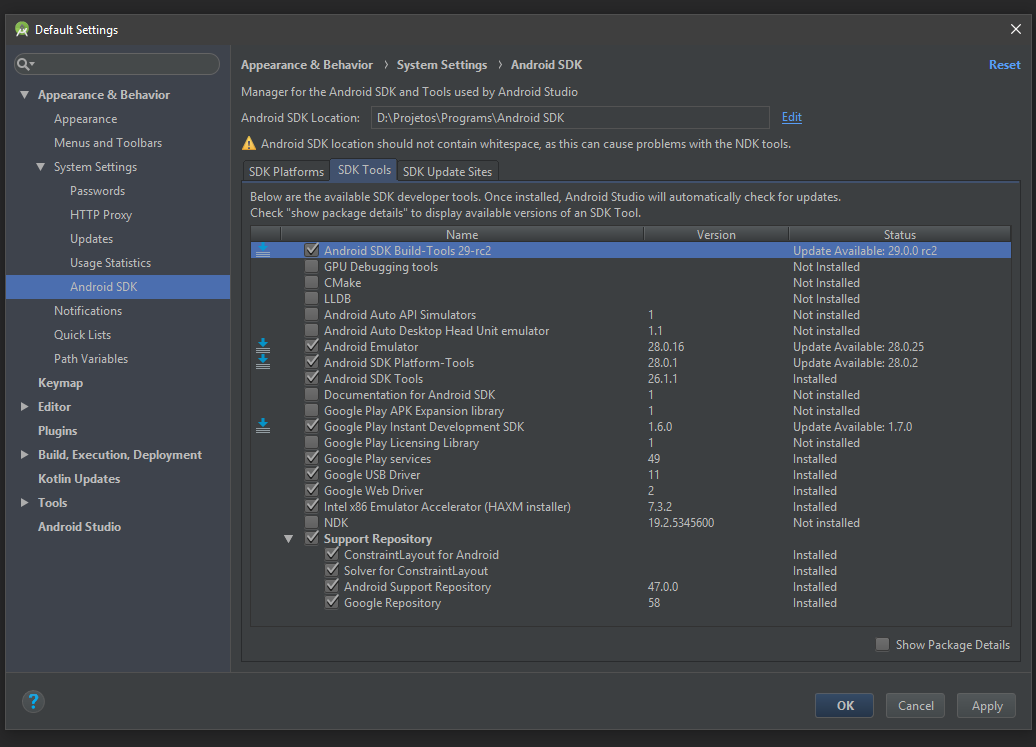 Default Settings
Appearance & Behavior
Appearance
Menus and Toolbars
System Settings
Passwords
HTTP Proxy
Updates
Usage Statistics
Android SDK
Notifications
Quick Lists
Path Variables
Keymap
Editor
Plugins
Build, Execution, Deployment
Kotlin Updates
Tools
Android Studio
Appearance & Behavior › System Settings › Android SDK Reset
Manager for the Android SDK and Tools used by Android Studio
Android SDK Location: D:\Projetos\Programs\Android SDK Edit
Android SDK location should not contain whitespace, as this can cause problems with the NDK tools.
SDK Platforms SDK Tools SDK Update Sites
Below are the available SDK developer tools. Once installed, Android Studio will automatically check for updates.
Check "show package details" to display available versions of an SDK Tool.
Name Version Status
Android SDK Build-Tools 29-rc2 Update Available: 29.0.0 rc2
GPU Debugging tools Not Installed
CMake Not Installed
LLDB Not Installed
Android Auto API Simulators 1 Not installed
Android Auto Desktop Head Unit emulator 1.1 Not installed
Android Emulator 28.0.16 Update Available: 28.0.25
Android SDK Platform-Tools 28.0.1 Update Available: 28.0.2
Android SDK Tools 26.1.1 Installed
Documentation for Android SDK 1 Not installed
Google Play APK Expansion library 1 Not installed
Google Play Instant Development SDK 1.6.0 Update Available: 1.7.0
Google Play Licensing Library 1 Not installed
Google Play services 49 Installed
Google USB Driver 11 Installed
Google Web Driver 2 Installed
Intel x86 Emulator Accelerator (HAXM installer) 7.3.2 Installed
NDK 19.2.5345600 Not installed
Support Repository
ConstraintLayout for Android Installed
Solver for ConstraintLayout Installed
Android Support Repository 47.0.0 Installed
Google Repository 58 Installed
Show Package Details
? OK Cancel Apply